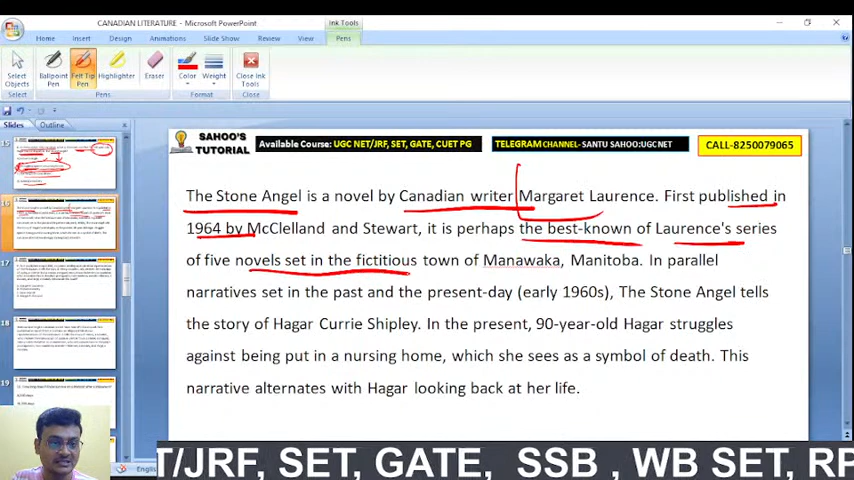 CANADIAN LITERATURE - Microsoft PowerPoint
Ink Tools
Home Insert Design Animations Slide Show Review View Pens
Select Objects
Ballpoint Pen
Felt Tip Pen
Highlighter
Eraser
Color
Weight
Close Ink Tools
Select Pens Format Close
Slides Outline
15
16
17
18
19
SAHOO'S TUTORIAL
Available Course: UGC NET/JRF, SET, GATE, CUET PG
TELEGRAM CHANNEL- SANTU SAHOO:UGCNET
CALL-8250079065
The Stone Angel is a novel by Canadian writer Margaret Laurence. First published in
1964 by McClelland and Stewart, it is perhaps the best-known of Laurence's series
of five novels set in the fictitious town of Manawaka, Manitoba. In parallel
narratives set in the past and the present-day (early 1960s), The Stone Angel tells
the story of Hagar Currie Shipley. In the present, 90-year-old Hagar struggles
against being put in a nursing home, which she sees as a symbol of death. This
narrative alternates with Hagar looking back at her life.
English
T/JRF, SET, GATE, SSB , WB SET, RP